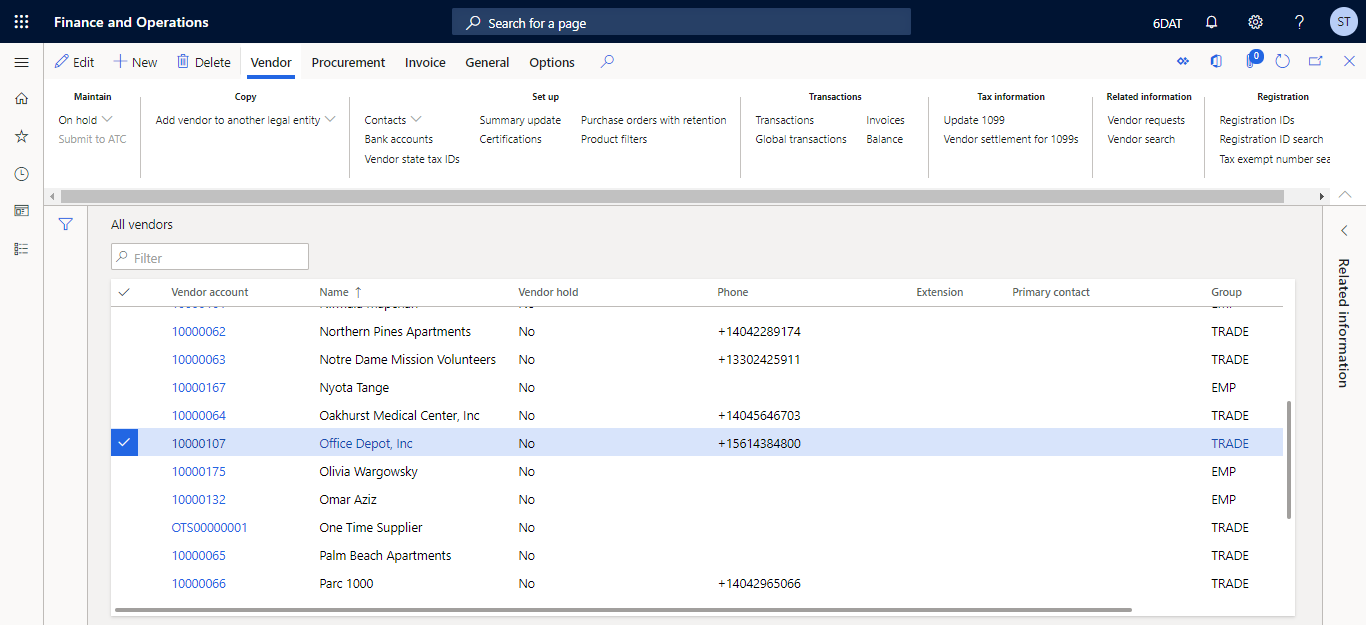 Finance and Operations
Search for a page
6DAT
?
ST
Edit
New
Delete
Vendor
Procurement
Invoice
General
Options
0
Maintain
On hold
Submit to ATC
Copy
Add vendor to another legal entity
Set up
Contacts
Bank accounts
Vendor state tax IDs
Summary update
Certifications
Purchase orders with retention
Product filters
Transactions
Transactions
Global transactions
Invoices
Balance
Tax information
Update 1099
Vendor settlement for 1099s
Related information
Vendor requests
Vendor search
Registration
Registration IDs
Registration ID search
Tax exempt number sea
All vendors
Filter
Vendor account Name Vendor hold Phone Extension Primary contact Group
10000062 Northern Pines Apartments No +14042289174 TRADE
10000063 Notre Dame Mission Volunteers No +13302425911 TRADE
10000167 Nyota Tange No EMP
10000064 Oakhurst Medical Center, Inc No +14045646703 TRADE
10000107 Office Depot, Inc No +15614384800 TRADE
10000175 Olivia Wargowsky No EMP
10000132 Omar Aziz No EMP
OTS00000001 One Time Supplier No TRADE
10000065 Palm Beach Apartments No TRADE
10000066 Parc 1000 No +14042965066 TRADE
Related information